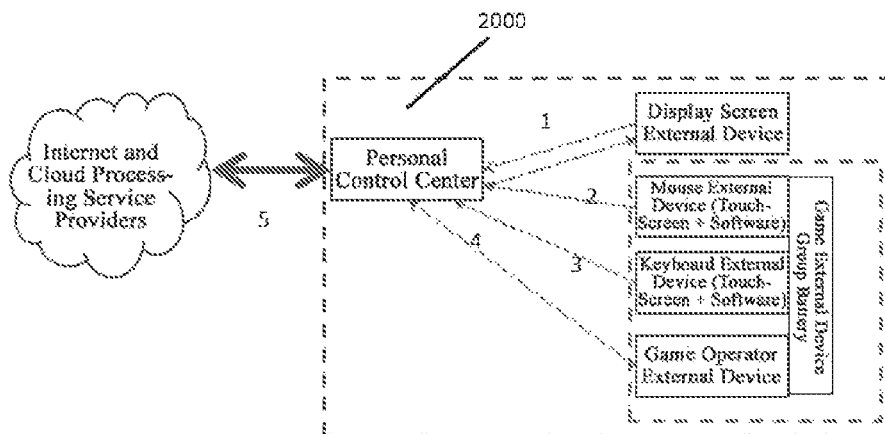 2000
Internet and
Cloud Process-
ing Service
Providers
5
Personal
Control Center
1
2
3
4
Display Screen
External Device
Mouse External
Device (Touch-
Screen + Software)
Keyboard External
Device (Touch-
Screen + Software)
Game Operator
External Device
Game External Device
Group Battery